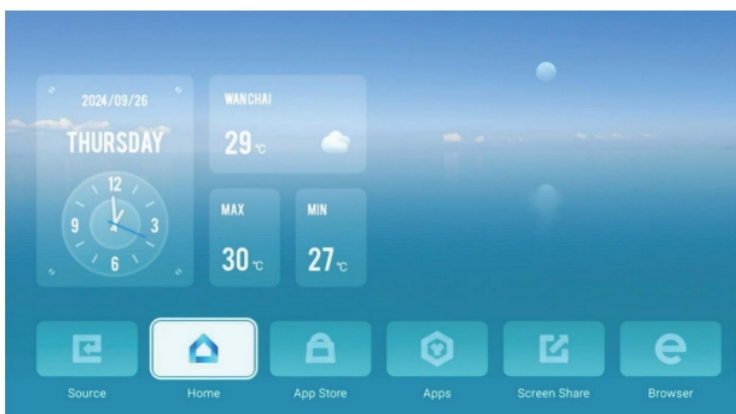 2024/09/26
THURSDAY
12
9
3
6
WANCHAI
29℃
MAX
30℃
MIN
27℃
Source
Home
App Store
Apps
Screen Share
Browser